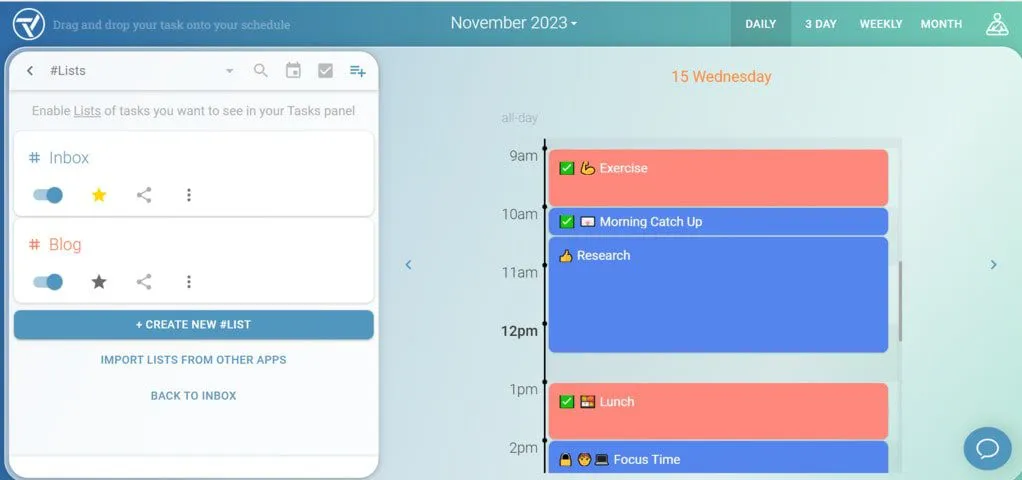 Drag and drop your task onto your schedule
November 2023
DAILY
3 DAY
WEEKLY
MONTH
#Lists
Enable Lists of tasks you want to see in your Tasks panel
# Inbox
# Blog
+ CREATE NEW #LIST
IMPORT LISTS FROM OTHER APPS
BACK TO INBOX
15 Wednesday
all-day
9am
✅ 💪 Exercise
10am
✅ Morning Catch Up
👍 Research
11am
12pm
1pm
✅ 🍱 Lunch
2pm
🔒 💻 Focus Time